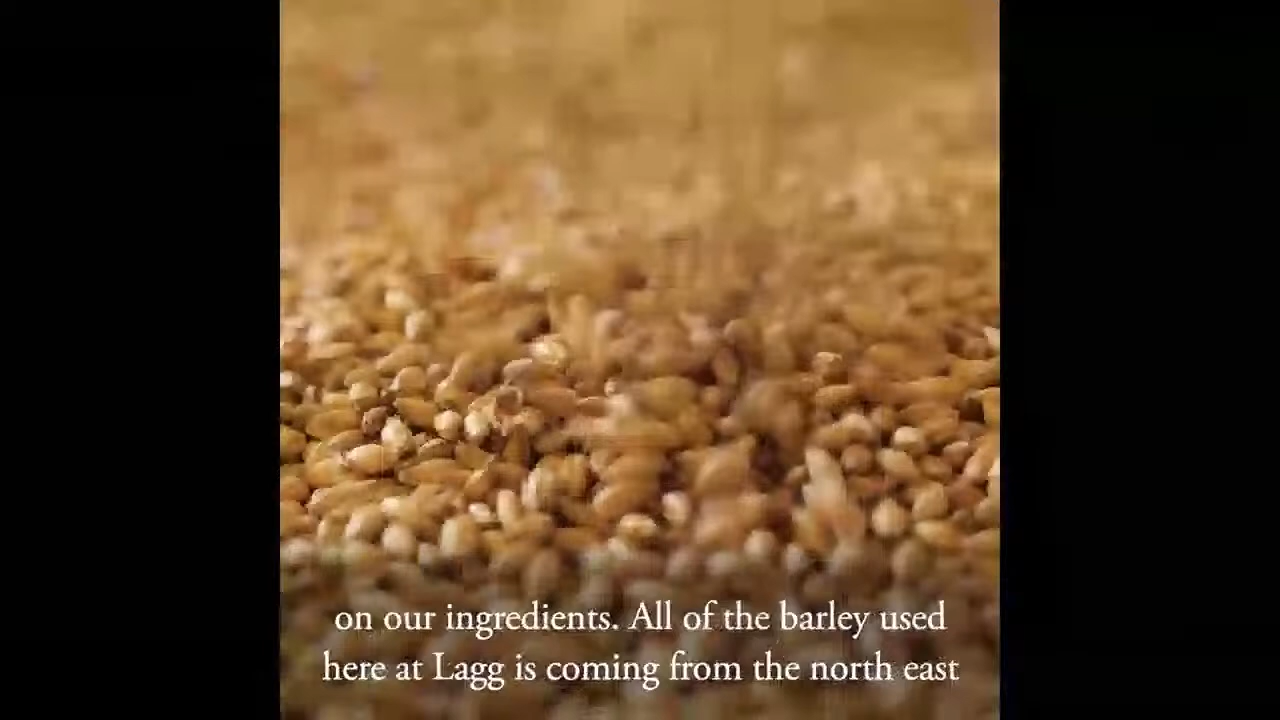 on our ingredients. All of the barley used
here at Lagg is coming from the north east